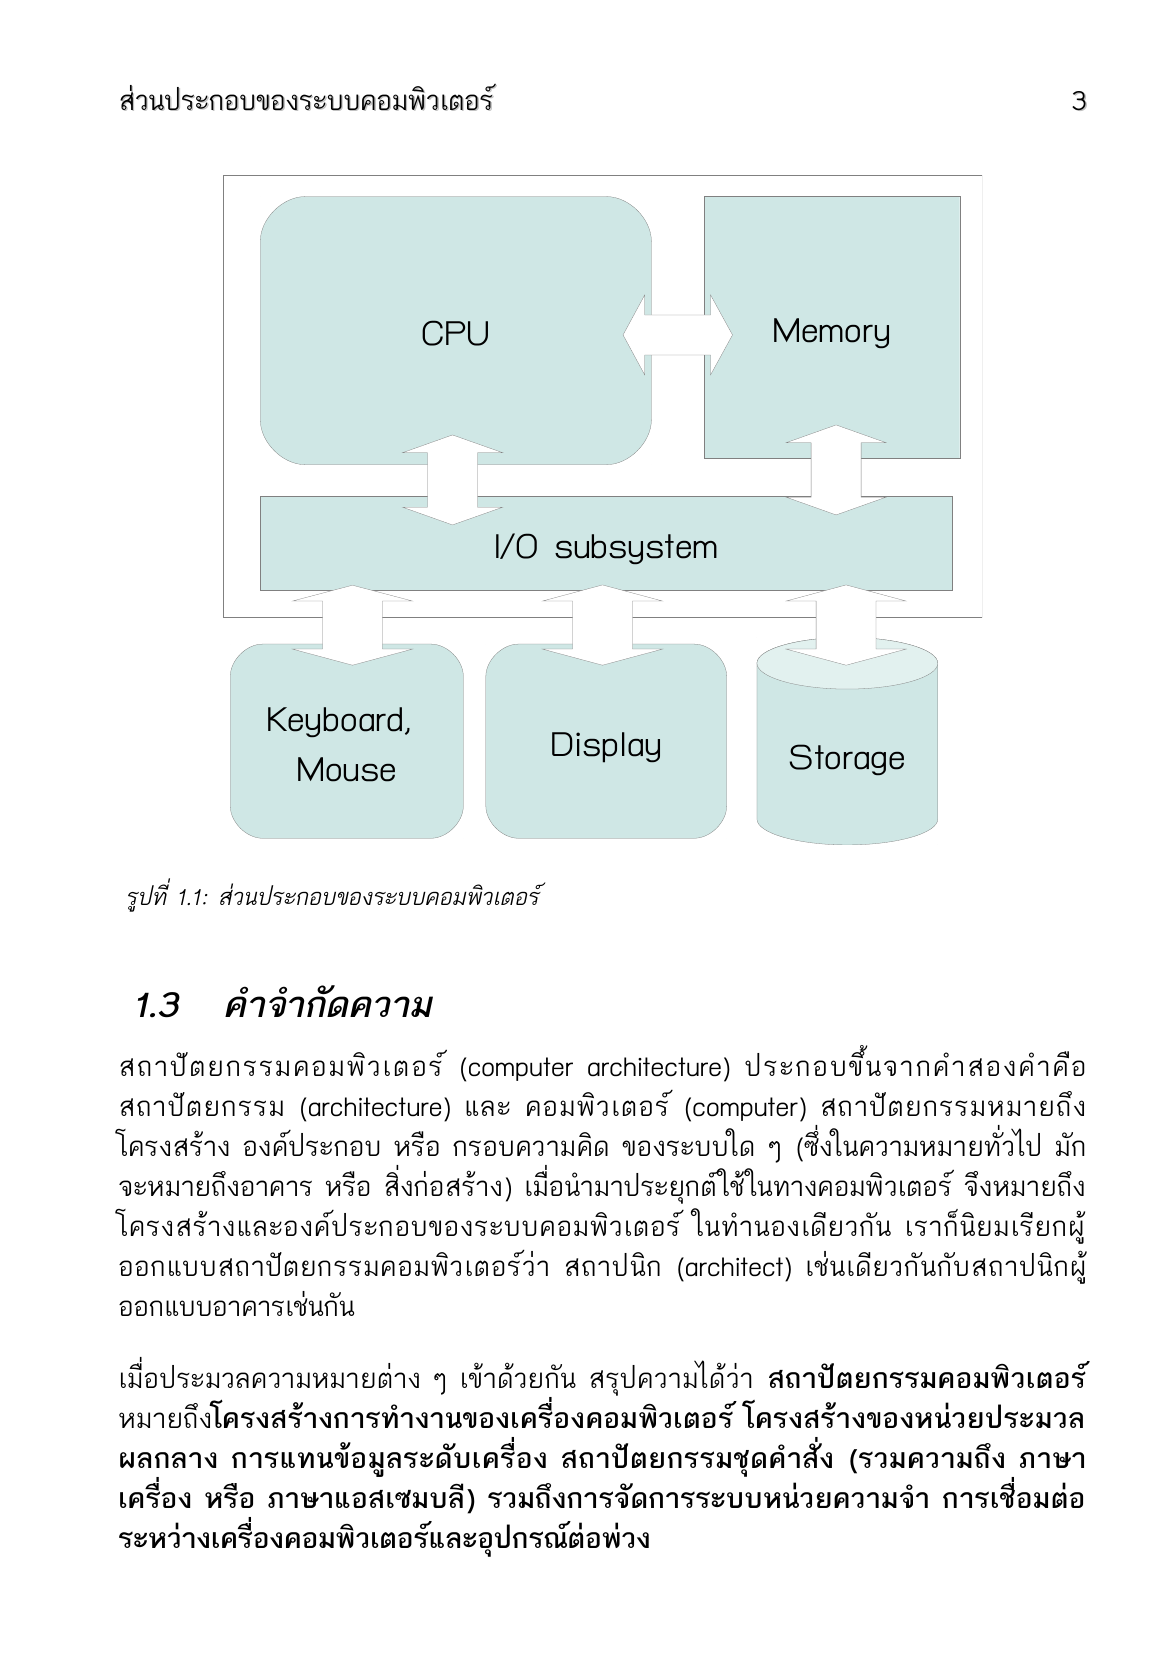 ส่วนประกอบของระบบคอมพิวเตอร์ 3
CPU
Memory
I/O subsystem
Keyboard,
Mouse
Display
Storage
รูปที่ 1.1: ส่วนประกอบของระบบคอมพิวเตอร์
1.3 คำจำกัดความ
สถาปัตยกรรมคอมพิวเตอร์ (computer architecture) ประกอบขึ้นจากคำสองคำคือ
สถาปัตยกรรม (architecture) และ คอมพิวเตอร์ (computer) สถาปัตยกรรมหมายถึง
โครงสร้าง องค์ประกอบ หรือ กรอบความคิด ของระบบใด ๆ (ซึ่งในความหมายทั่วไป มัก
จะหมายถึงอาคาร หรือ สิ่งก่อสร้าง) เมื่อนำมาประยุกต์ใช้ในทางคอมพิวเตอร์ จึงหมายถึง
โครงสร้างและองค์ประกอบของระบบคอมพิวเตอร์ ในทำนองเดียวกัน เราก็นิยมเรียกผู้
ออกแบบสถาปัตยกรรมคอมพิวเตอร์ว่า สถาปนิก (architect) เช่นเดียวกันกับสถาปนิกผู้
ออกแบบอาคารเช่นกัน
เมื่อประมวลความหมายต่าง ๆ เข้าด้วยกัน สรุปความได้ว่า สถาปัตยกรรมคอมพิวเตอร์
หมายถึงโครงสร้างการทำงานของเครื่องคอมพิวเตอร์ โครงสร้างของหน่วยประมวล
ผลกลาง การแทนข้อมูลระดับเครื่อง สถาปัตยกรรมชุดคำสั่ง (รวมความถึง ภาษา
เครื่อง หรือ ภาษาแอสเซมบลี) รวมถึงการจัดการระบบหน่วยความจำ การเชื่อมต่อ
ระหว่างเครื่องคอมพิวเตอร์และอุปกรณ์ต่อพ่วง